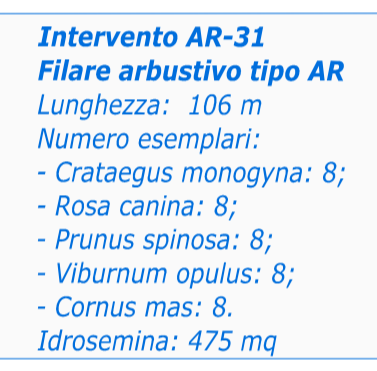 Intervento AR-31
Filare arbustivo tipo AR
Lunghezza: 106 m
Numero esemplari:
- Crataegus monogyna: 8;
- Rosa canina: 8;
- Prunus spinosa: 8;
- Viburnum opulus: 8;
- Cornus mas: 8.
Idrosemina: 475 mq